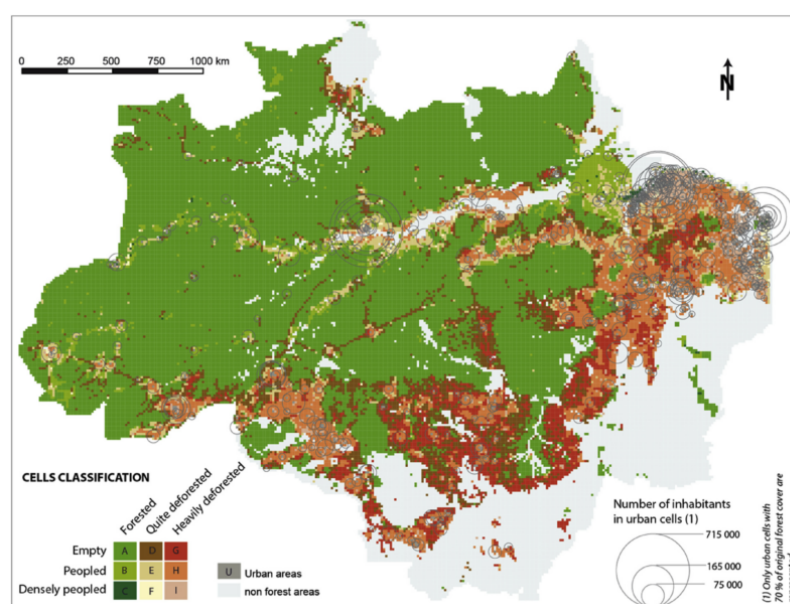 0 250 500 750 1000 km
N
CELLS CLASSIFICATION
Forested
Quite deforested
Heavily deforested
Empty A D G
Peopled B E H
Densely peopled C F I
U Urban areas
non forest areas
Number of inhabitants
in urban cells (1)
715 000
165 000
75 000
(1) Only urban cells with
70 % of original forest cover are